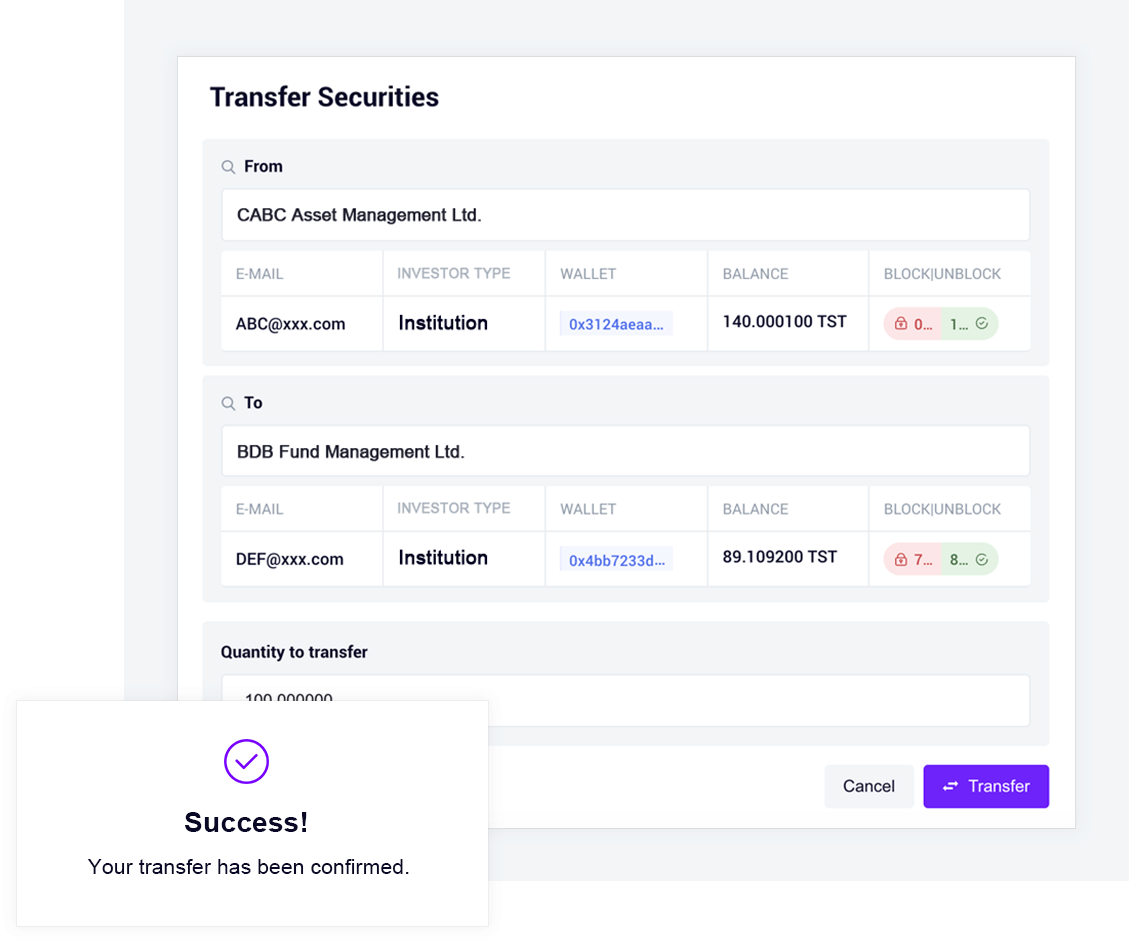 Transfer Securities
From
CABC Asset Management Ltd.
E-MAIL INVESTOR TYPE WALLET BALANCE BLOCK|UNBLOCK
ABC@xxx.com Institution 0x3124aeaa... 140.000100 TST 0... 1...
To
BDB Fund Management Ltd.
E-MAIL INVESTOR TYPE WALLET BALANCE BLOCK|UNBLOCK
DEF@xxx.com Institution 0x4bb7233d... 89.109200 TST 7... 8...
Quantity to transfer
100.000000
Cancel Transfer
Success!
Your transfer has been confirmed.